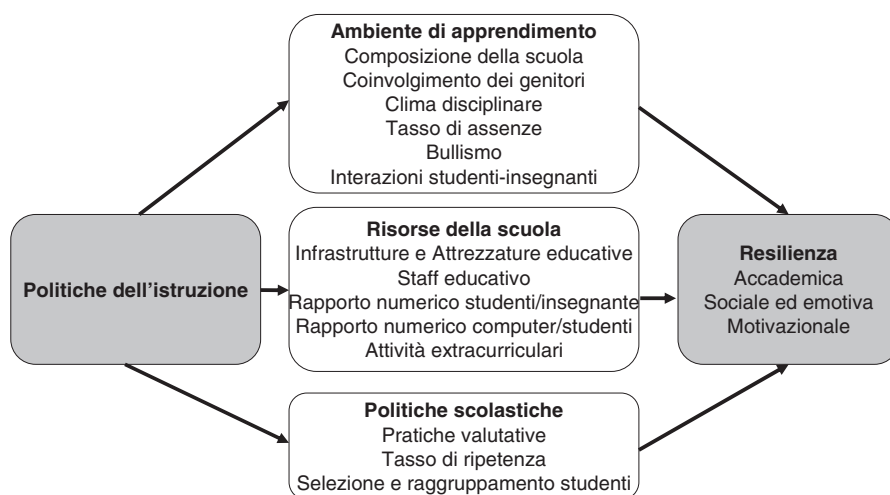 Ambiente di apprendimento
Composizione della scuola
Coinvolgimento dei genitori
Clima disciplinare
Tasso di assenze
Bullismo
Interazioni studenti-insegnanti
Politiche dell'istruzione
Risorse della scuola
Infrastrutture e Attrezzature educative
Staff educativo
Rapporto numerico studenti/insegnante
Rapporto numerico computer/studenti
Attività extracurriculari
Resilienza
Accademica
Sociale ed emotiva
Motivazionale
Politiche scolastiche
Pratiche valutative
Tasso di ripetenza
Selezione e raggruppamento studenti